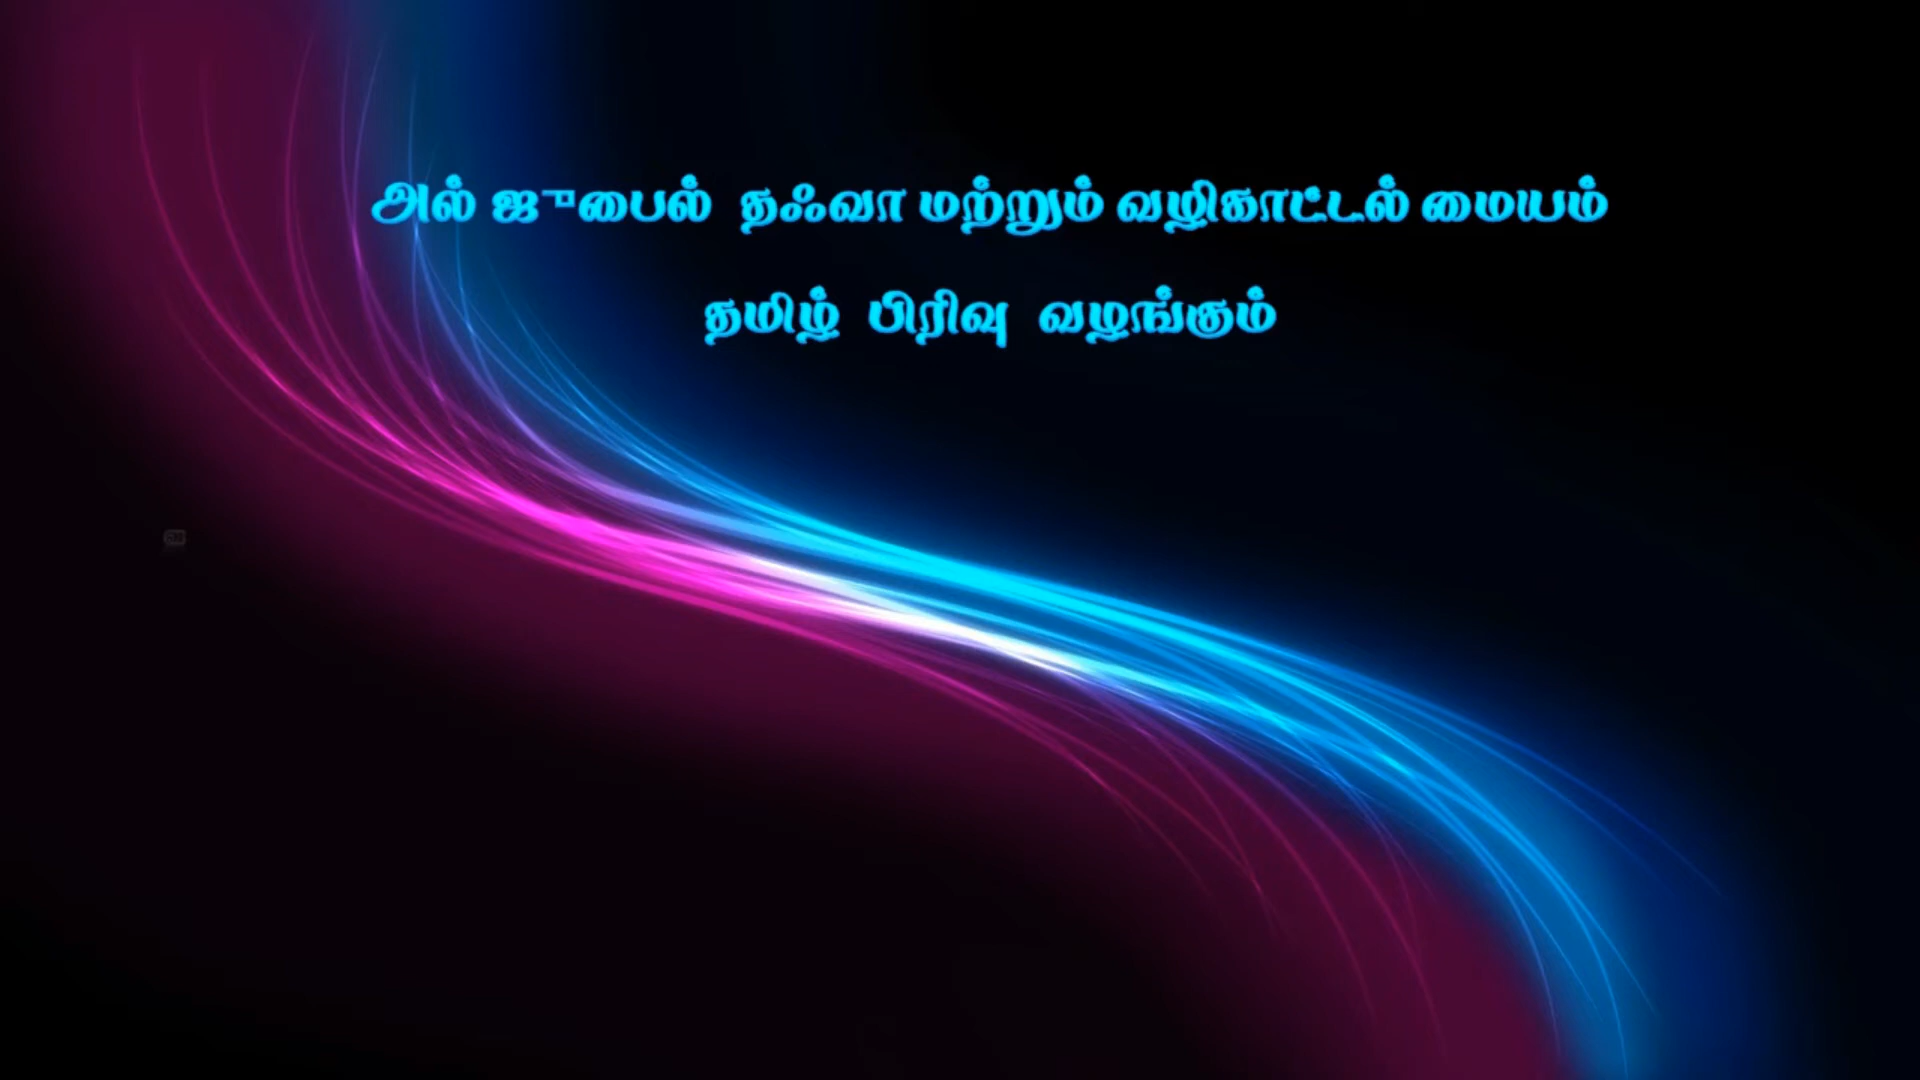 அல் ஜுபைல் தஃவா மற்றும் வழிகாட்டல் மையம்
தமிழ் பிரிவு வழங்கும்